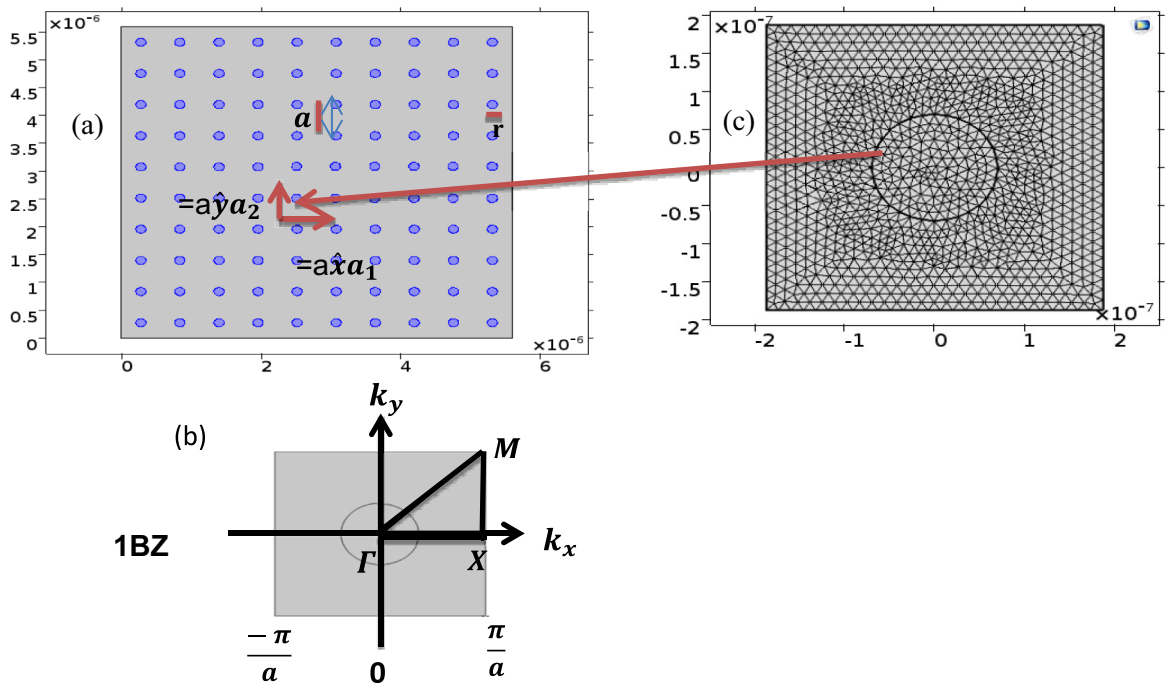 ×10⁻⁶
5.5
5
4.5
4
3.5
3
2.5
2
1.5
1
0.5
0
(a)
a
r
=aŷa₂
=ax̂a₁
0
2
4
6
×10⁻⁶
2
×10⁻⁷
1.5
1
0.5
0
-0.5
-1
-1.5
-2
(c)
×10⁻⁷
-2
-1
0
1
2
(b)
k_y
M
1BZ
Γ
X
k_x
−π/a
0
π/a